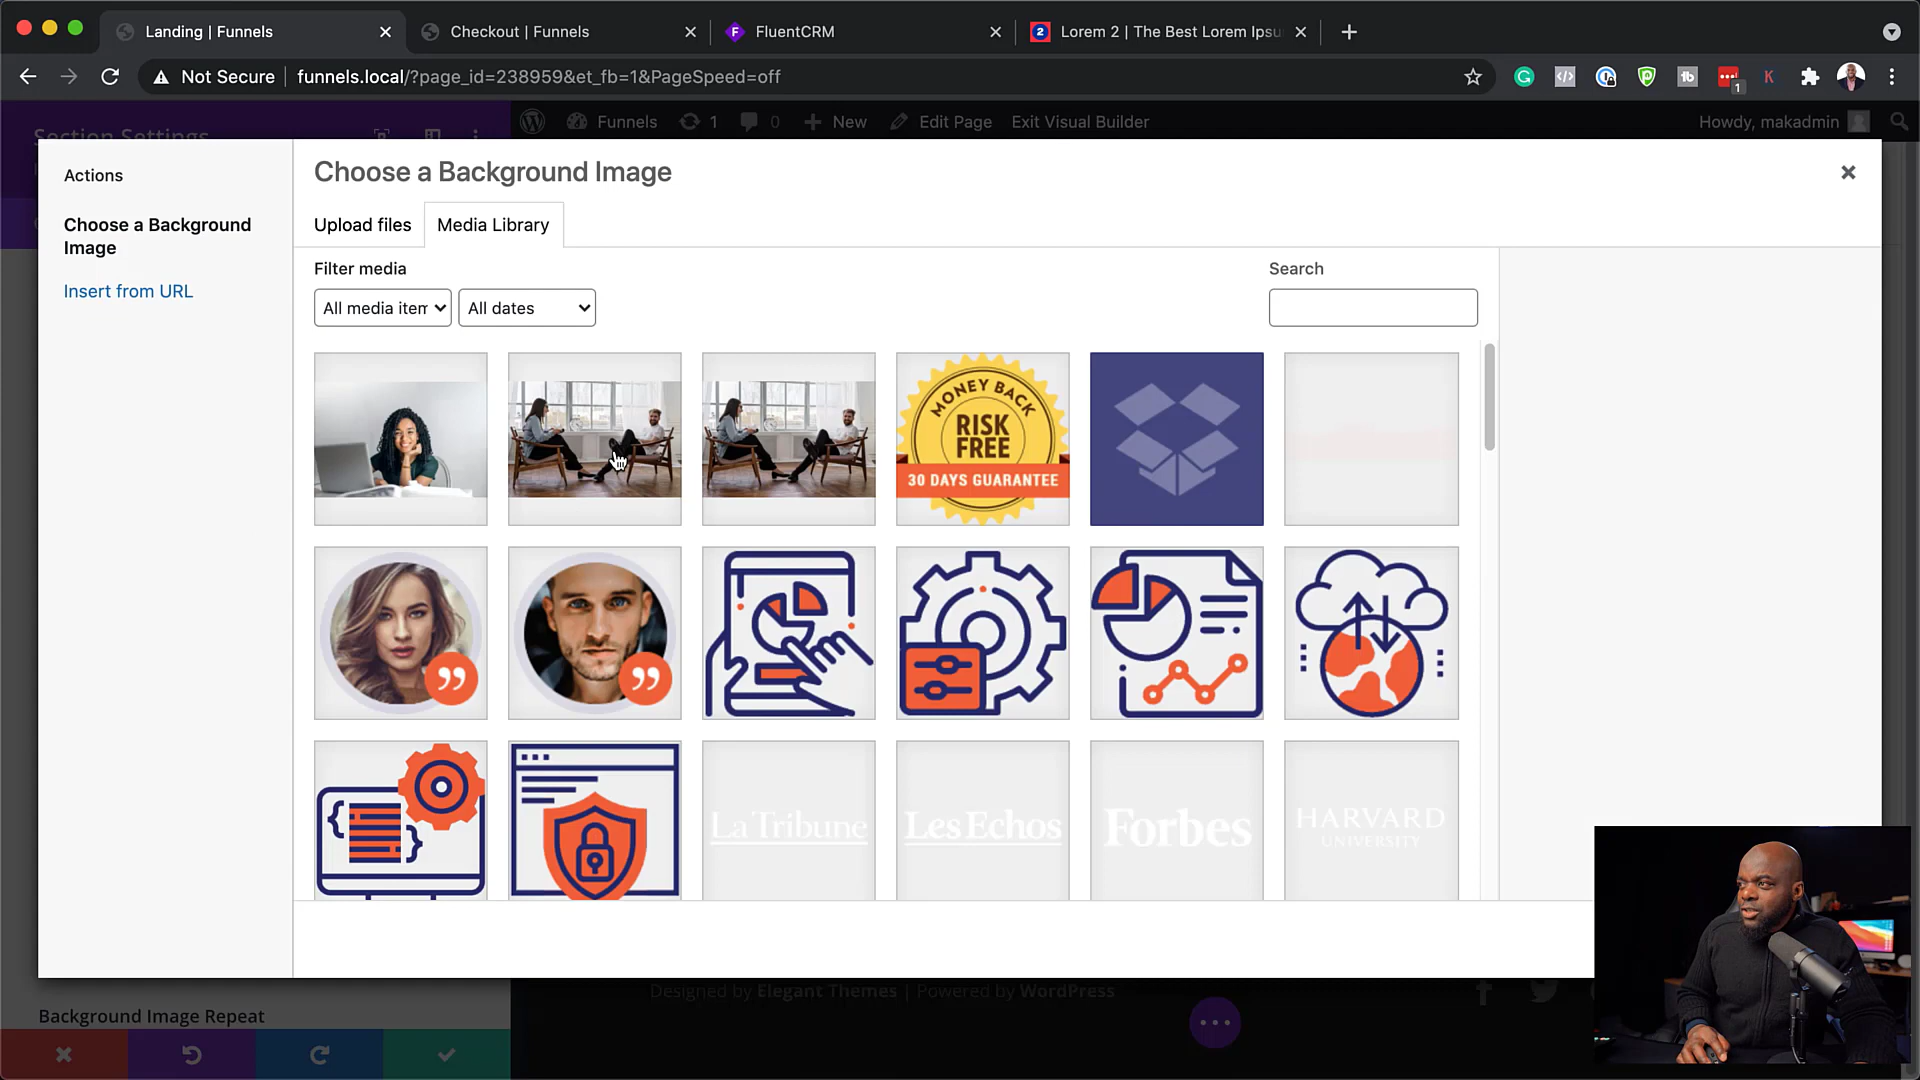 Landing | Funnels
Checkout | Funnels
FluentCRM
Lorem 2 | The Best Lorem Ipsu
Not Secure
funnels.local/?page_id=238959&et_fb=1&PageSpeed=off
Section Settings
Funnels
1
0
New
Edit Page
Exit Visual Builder
Howdy, makadmin
Actions
Choose a Background Image
Choose a Background
Image
Insert from URL
Upload files
Media Library
Filter media
Search
All media iten
All dates
MONEY BACK
RISK
FREE
30 DAYS GUARANTEE
La Tribune
Les Echos
Forbes
HARVARD
UNIVERSITY
Designed by Elegant Themes | Powered by WordPress
Background Image Repeat